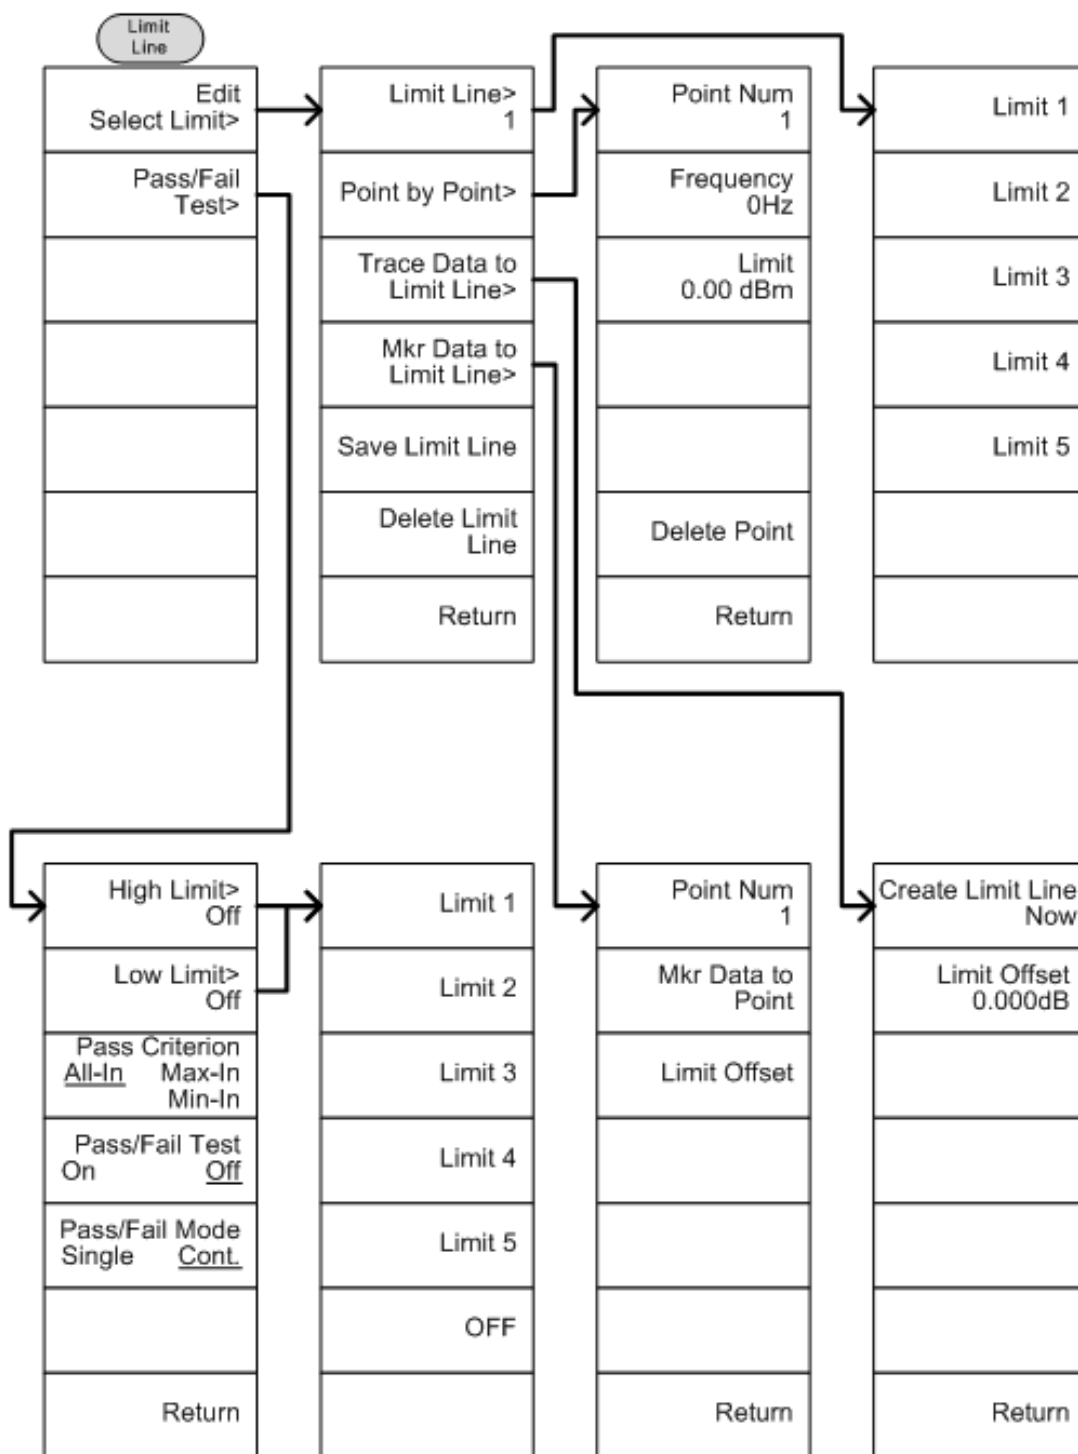 Limit
Line
Edit
Select Limit>
Pass/Fail
Test>
Limit Line>
1
Point by Point>
Trace Data to
Limit Line>
Mkr Data to
Limit Line>
Save Limit Line
Delete Limit
Line
Return
Point Num
1
Frequency
0Hz
Limit
0.00 dBm
Delete Point
Return
Limit 1
Limit 2
Limit 3
Limit 4
Limit 5
High Limit>
Off
Low Limit>
Off
Pass Criterion
All-In Max-In
Min-In
Pass/Fail Test
On Off
Pass/Fail Mode
Single Cont.
Return
Limit 1
Limit 2
Limit 3
Limit 4
Limit 5
OFF
Point Num
1
Mkr Data to
Point
Limit Offset
Return
Create Limit Line
Now
Limit Offset
0.000dB
Return